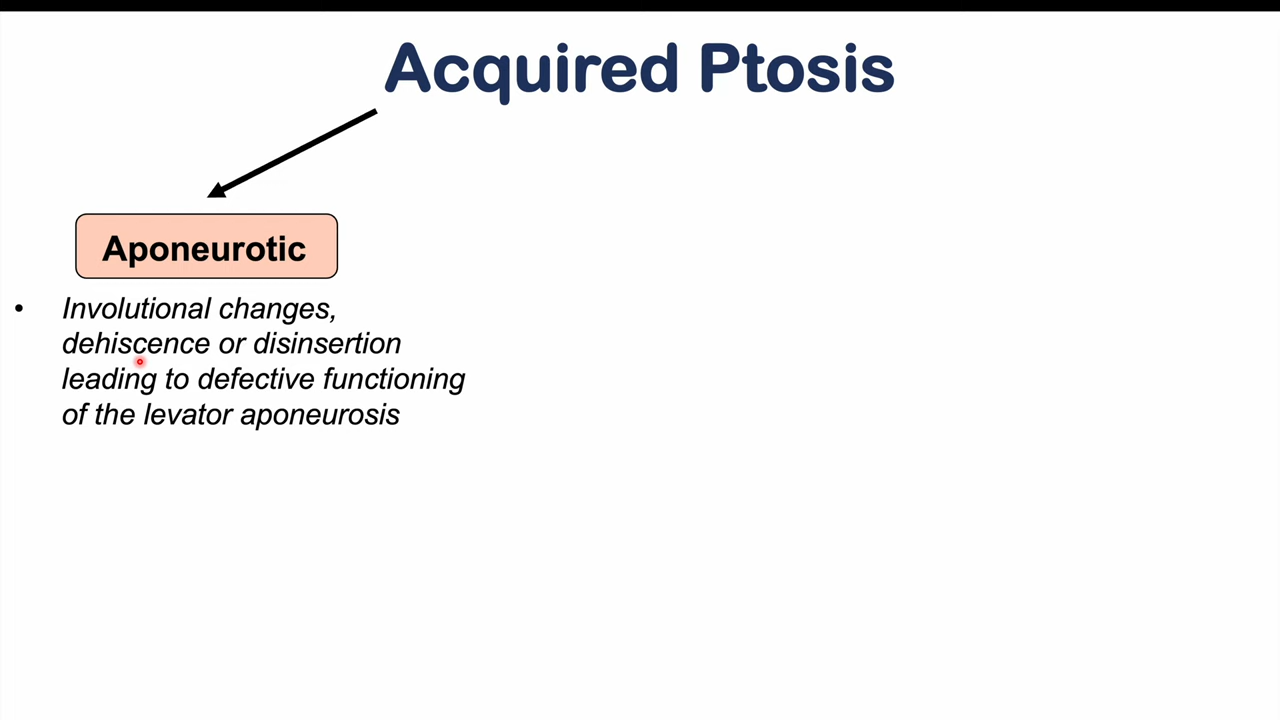 Acquired Ptosis
Aponeurotic
• Involutional changes,
dehiscence or disinsertion
leading to defective functioning
of the levator aponeurosis